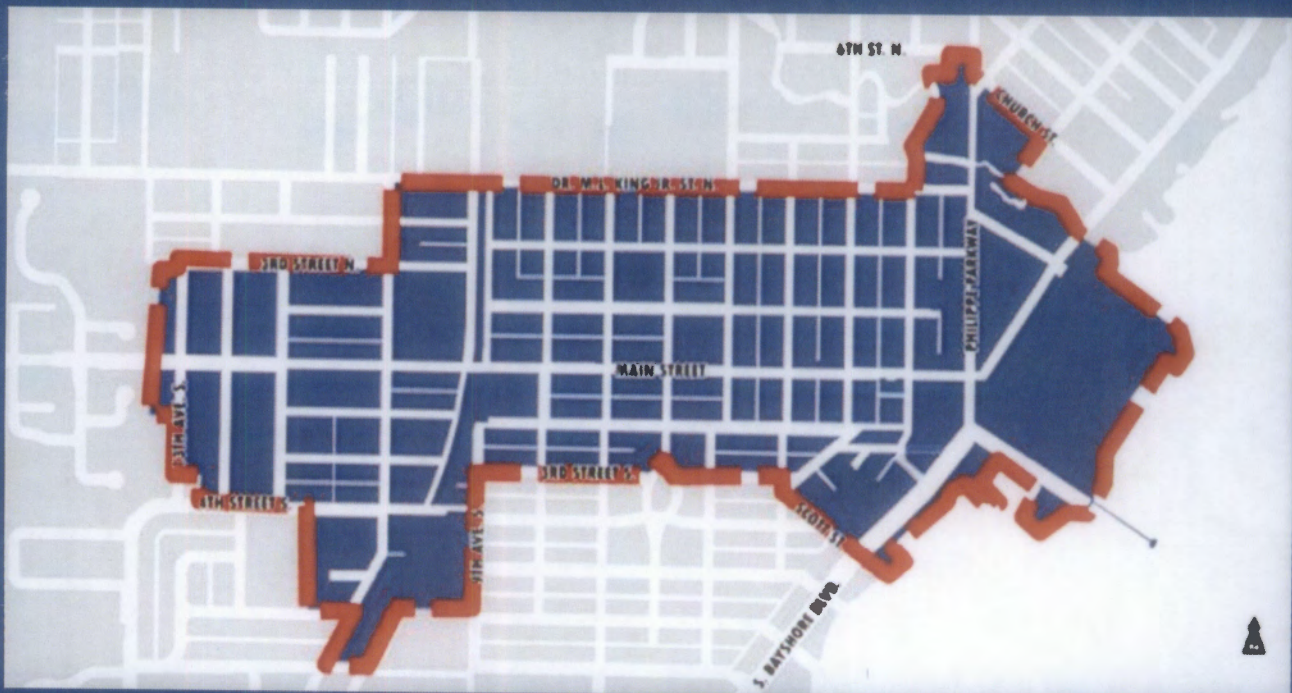 6TH ST. N.
CHURCH ST.
DR. M. L. KING JR. ST. N.
3RD STREET N.
PHILIPPE PARKWAY
MAIN STREET
13TH AVE. S.
3RD STREET S.
4TH STREET S.
9TH AVE. S.
SCOTT ST.
S. BAYSHORE BLVD.